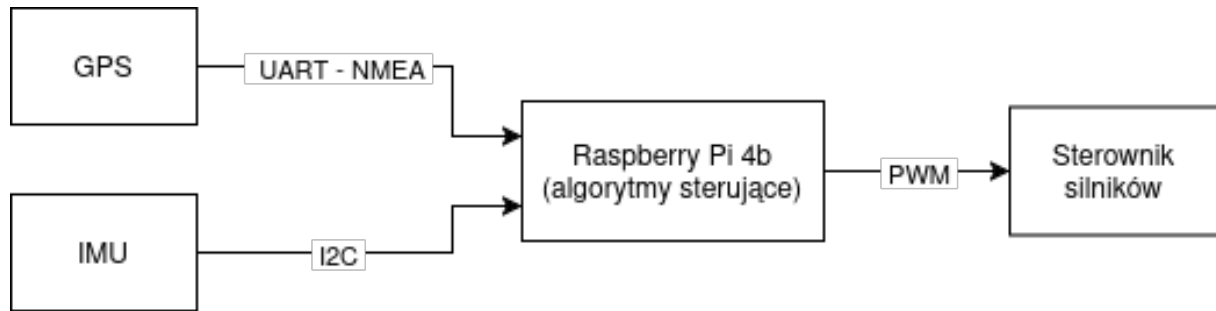 GPS
UART - NMEA
IMU
I2C
Raspberry Pi 4b
(algorytmy sterujące)
PWM
Sterownik
silników